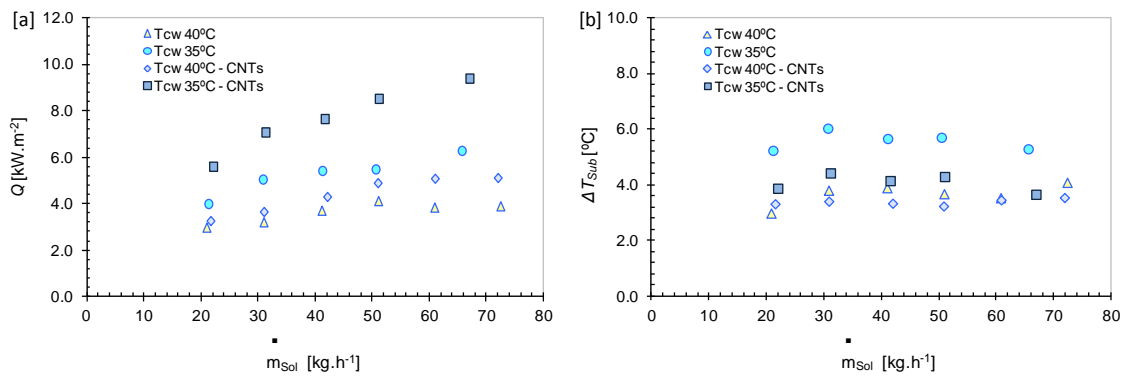 [a]
12.0
10.0
8.0
6.0
4.0
2.0
0.0
Q [kW.m⁻²]
Tcw 40ºC
Tcw 35ºC
Tcw 40ºC - CNTs
Tcw 35ºC - CNTs
0 10 20 30 40 50 60 70 80
ṁSol [kg.h⁻¹]
[b]
10.0
8.0
6.0
4.0
2.0
0.0
ΔTSub [ºC]
Tcw 40ºC
Tcw 35ºC
Tcw 40ºC - CNTs
Tcw 35ºC - CNTs
0 10 20 30 40 50 60 70 80
ṁSol [kg.h⁻¹]